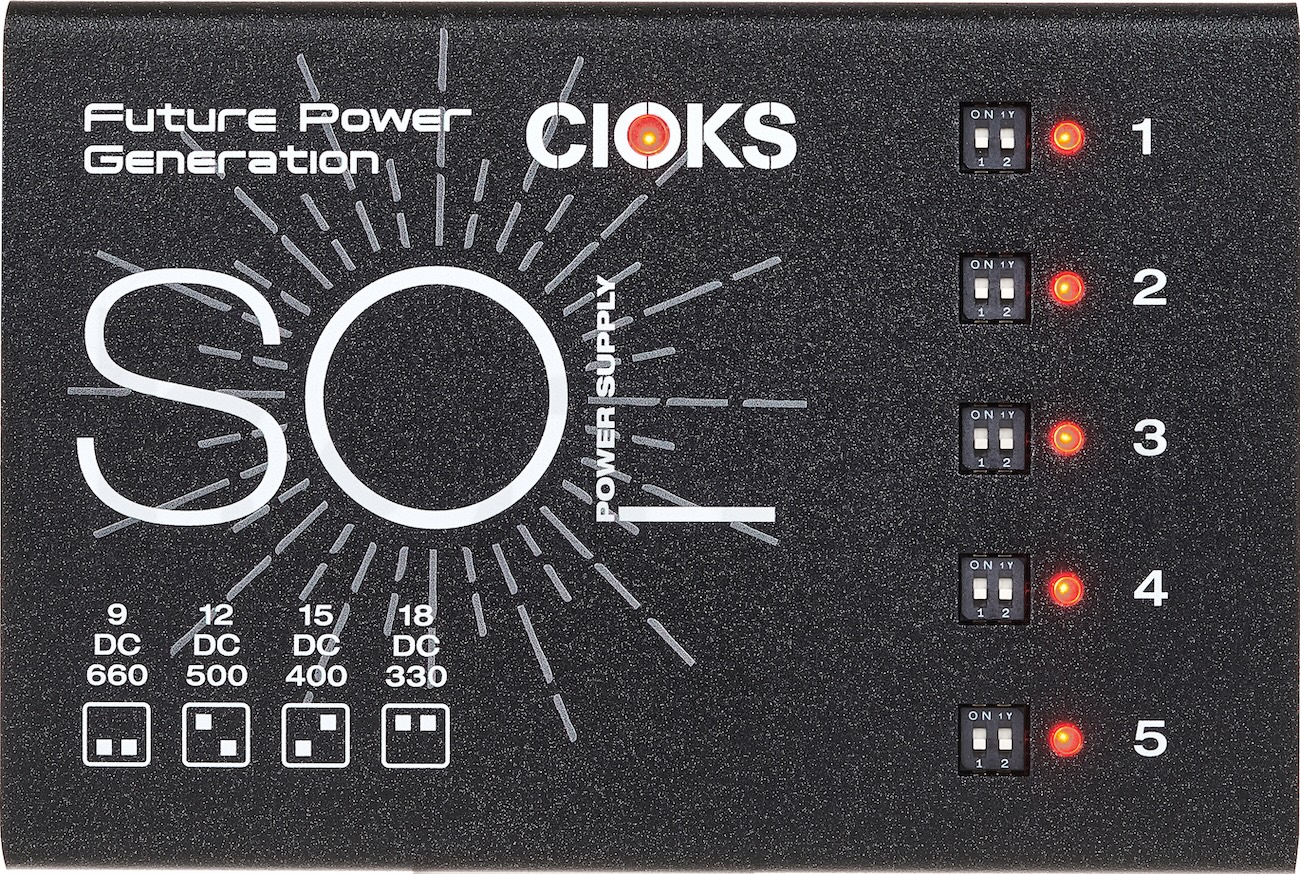 Future Power
Generation
CIOKS
SOL
POWER SUPPLY
9
DC
660
12
DC
500
15
DC
400
18
DC
330
ON 1Y
1 2
1
ON 1Y
1 2
2
ON 1Y
1 2
3
ON 1Y
1 2
4
ON 1Y
1 2
5